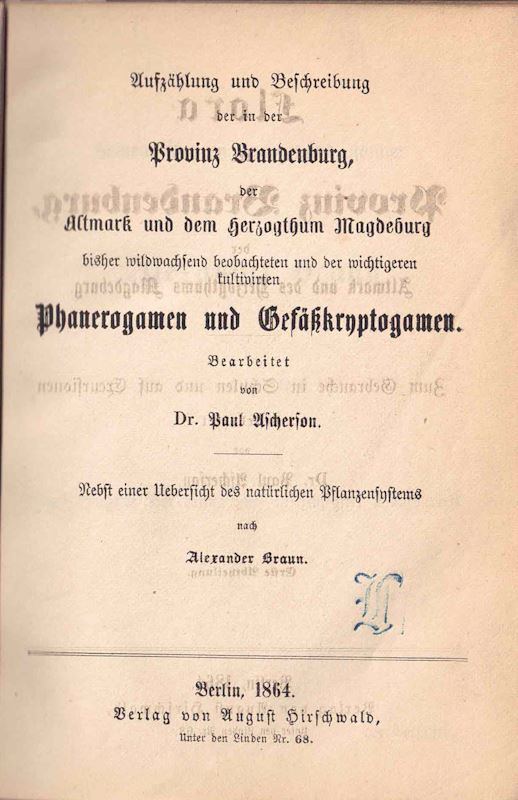 Aufzählung und Beschreibung
der in der
Provinz Brandenburg,
der
Altmark und dem Herzogthum Magdeburg
bisher wildwachsend beobachteten und der wichtigeren
kultivirten
Phanerogamen und Gefäßkryptogamen.
Bearbeitet
von
Dr. Paul Ascherson.
Nebst einer Uebersicht des natürlichen Pflanzensystems
nach
Alexander Braun.
Berlin, 1864.
Verlag von August Hirschwald,
Unter den Linden Nr. 68.